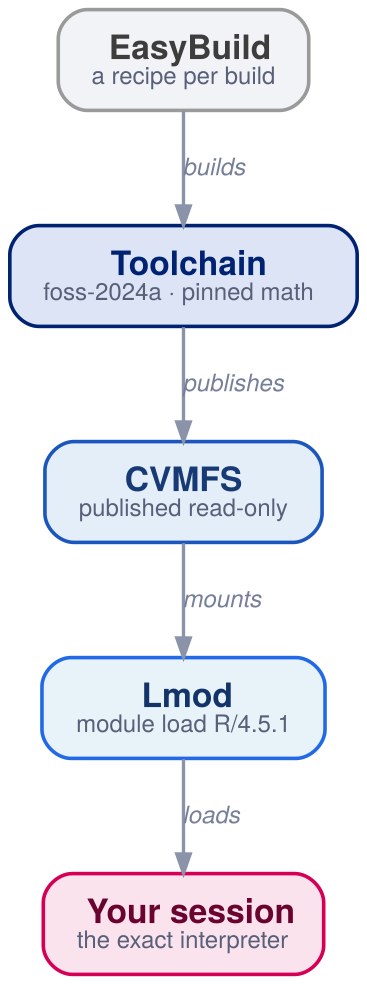 EasyBuild
a recipe per build
builds
Toolchain
foss-2024a · pinned math
publishes
CVMFS
published read-only
mounts
Lmod
module load R/4.5.1
loads
Your session
the exact interpreter